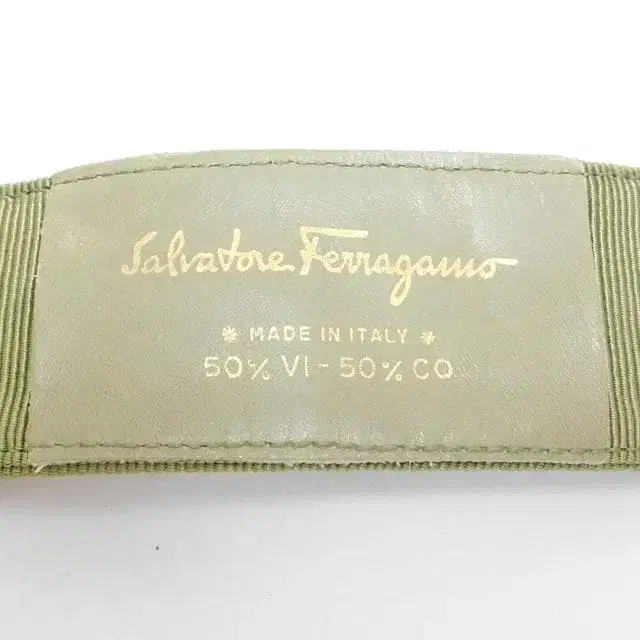 Salvatore Ferragamo
* MADE IN ITALY *
50% VI - 50% CO